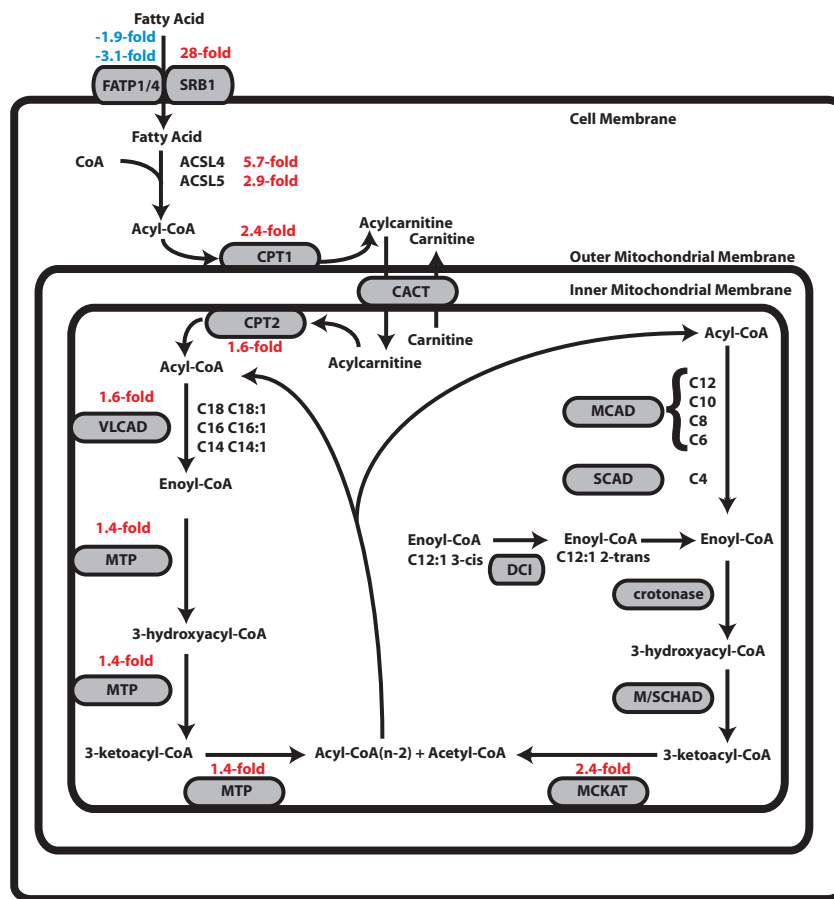 Fatty Acid
-1.9-fold
-3.1-fold
28-fold
FATP1/4
SRB1
Cell Membrane
Fatty Acid
CoA
ACSL4 5.7-fold
ACSL5 2.9-fold
Acyl-CoA
2.4-fold
CPT1
Acylcarnitine
Carnitine
Outer Mitochondrial Membrane
CACT
Inner Mitochondrial Membrane
CPT2
1.6-fold
Carnitine
Acylcarnitine
Acyl-CoA
Acyl-CoA
1.6-fold
VLCAD
C18 C18:1
C16 C16:1
C14 C14:1
Enoyl-CoA
MCAD
{
C12
C10
C8
C6
SCAD
C4
1.4-fold
MTP
Enoyl-CoA
C12:1 3-cis
DCI
Enoyl-CoA
C12:1 2-trans
Enoyl-CoA
crotonase
3-hydroxyacyl-CoA
3-hydroxyacyl-CoA
1.4-fold
MTP
M/SCHAD
3-ketoacyl-CoA
Acyl-CoA(n-2) + Acetyl-CoA
3-ketoacyl-CoA
1.4-fold
MTP
2.4-fold
MCKAT